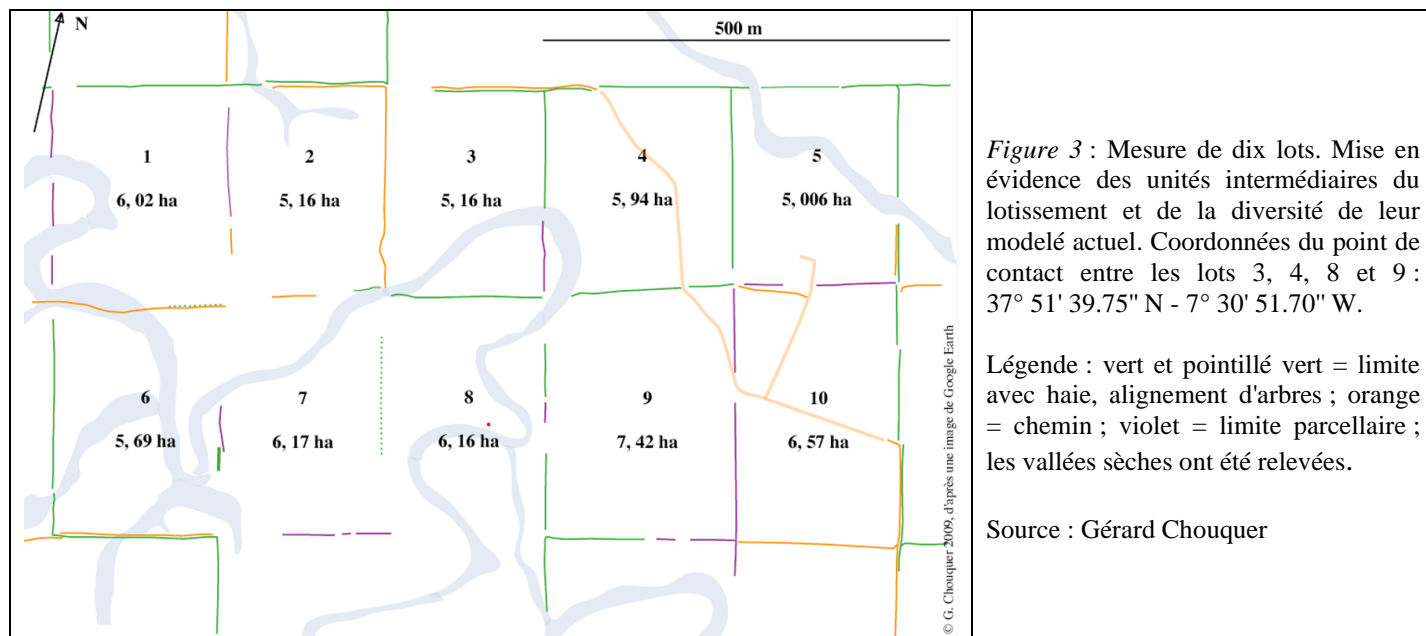 N
500 m
1
2
3
4
5
6, 02 ha
5, 16 ha
5, 16 ha
5, 94 ha
5, 006 ha
6
7
8
9
10
5, 69 ha
6, 17 ha
6, 16 ha
7, 42 ha
6, 57 ha
© G. Chouquer 2009, d'après une image de Google Earth
Figure 3 : Mesure de dix lots. Mise en
évidence des unités intermédiaires du
lotissement et de la diversité de leur
modelé actuel. Coordonnées du point de
contact entre les lots 3, 4, 8 et 9 :
37° 51' 39.75" N - 7° 30' 51.70" W.
Légende : vert et pointillé vert = limite
avec haie, alignement d'arbres ; orange
= chemin ; violet = limite parcellaire ;
les vallées sèches ont été relevées.
Source : Gérard Chouquer